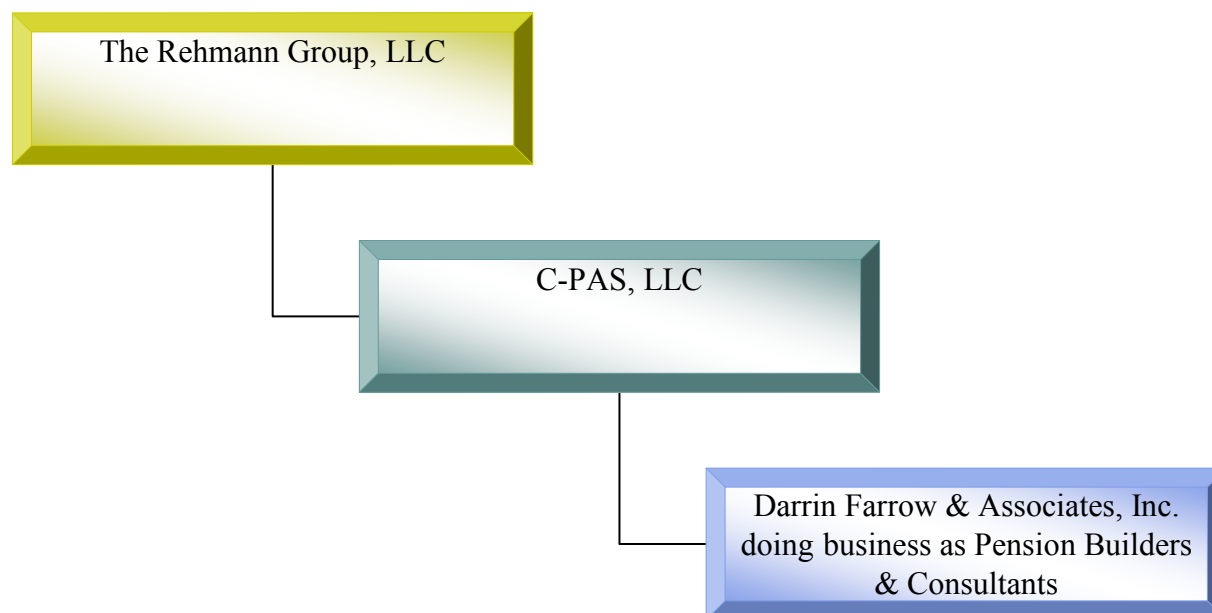 The Rehmann Group, LLC
C-PAS, LLC
Darrin Farrow & Associates, Inc.
doing business as Pension Builders
& Consultants